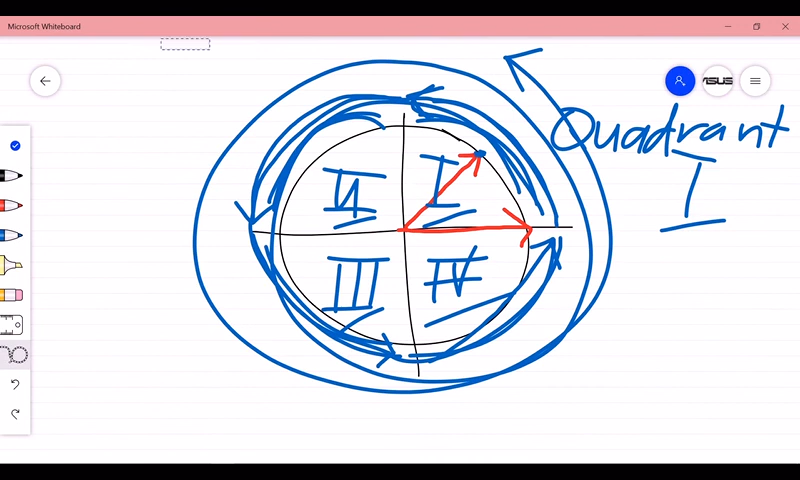 Microsoft Whiteboard
ASUS
Quadrant
I
II
I
III
IV